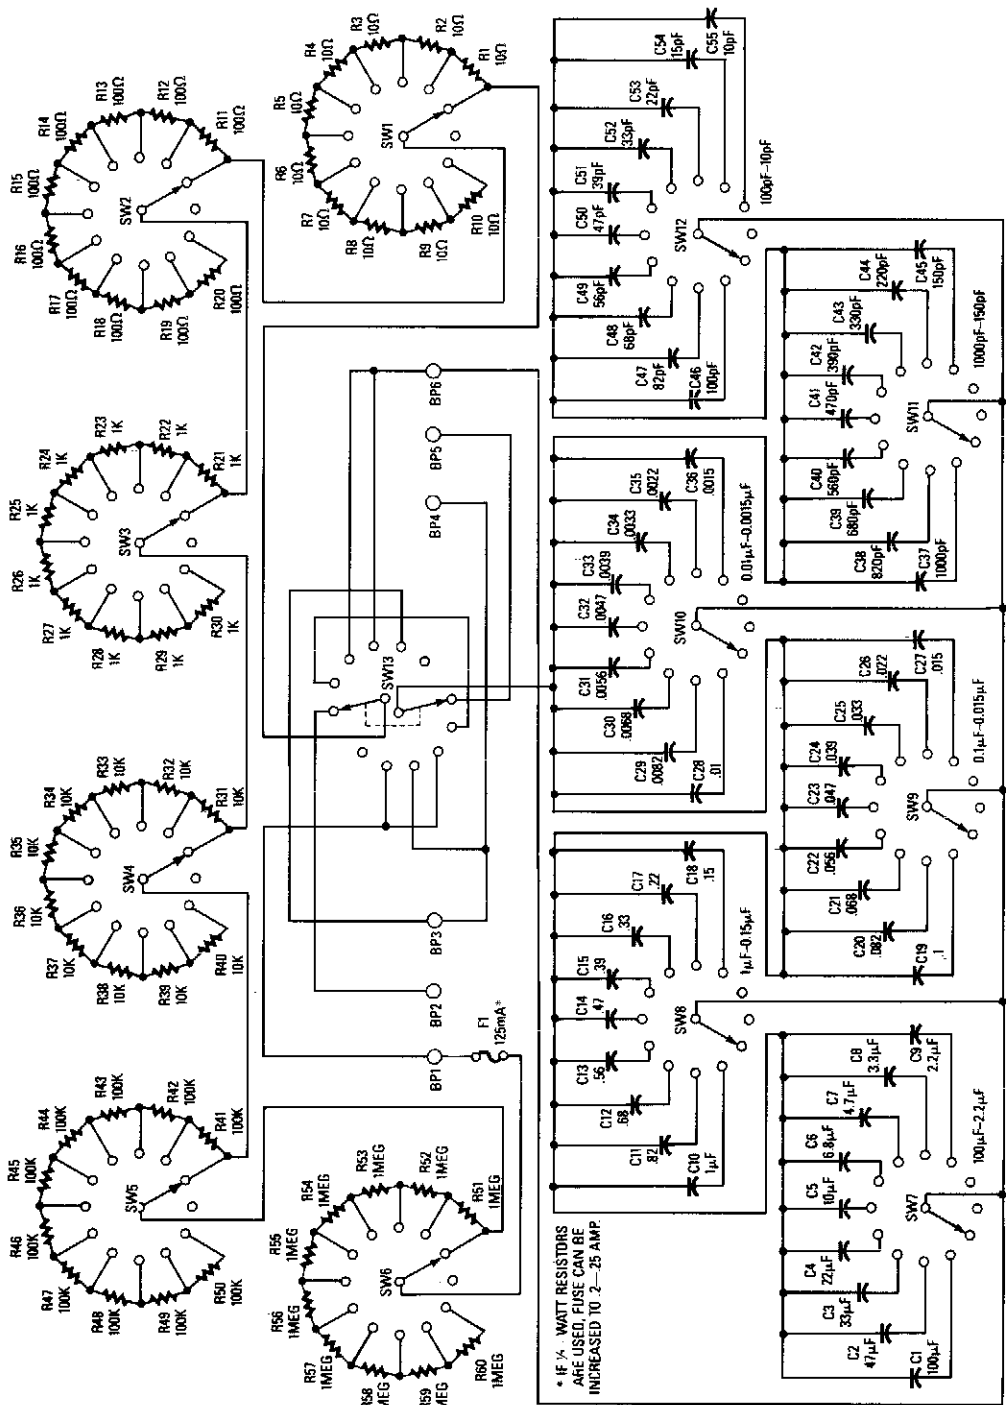 R41
100K
R42
100K
R43
100K
R44
100K
R45
100K
R46
100K
R47
100K
R48
100K
R49
100K
R50
100K
SW5
R31
10K
R32
10K
R33
10K
R34
10K
R35
10K
R36
10K
R37
10K
R38
10K
R39
10K
R40
10K
SW4
R21
1K
R22
1K
R23
1K
R24
1K
R25
1K
R26
1K
R27
1K
R28
1K
R29
1K
R30
1K
SW3
R11
100Ω
R12
100Ω
R13
100Ω
R14
100Ω
R15
100Ω
R16
100Ω
R17
100Ω
R18
100Ω
R19
100Ω
R20
100Ω
SW2
R51
1MEG
R52
1MEG
R53
1MEG
R54
1MEG
R55
1MEG
R56
1MEG
R57
1MEG
R58
MEG
R59
MEG
R60
1MEG
SW6
R1
10Ω
R2
10Ω
R3
10Ω
R4
10Ω
R5
10Ω
R6
10Ω
R7
10Ω
R8
10Ω
R9
10Ω
R10
10Ω
SW1
F1
125mA*
BP1
BP2
BP3
SW13
BP4
BP5
BP6
* IF ¼ - WATT RESISTORS
ARE USED, FUSE CAN BE
INCREASED TO .2—.25 AMP.
C10
1µF
C11
.82
C12
.68
C13
.56
C14
.47
C15
.39
C16
.33
C17
.22
C18
.15
SW8
1µF-0.15µF
C28
.01
C29
.0082
C30
.0068
C31
.0056
C32
.0047
C33
.0039
C34
.0033
C35
.0022
C36
.0015
SW10
0.01µF-0.0015µF
C46
100pF
C47
82pF
C48
68pF
C49
56pF
C50
47pF
C51
39pF
C52
33pF
C53
22pF
C54
15pF
C55
10pF
SW12
100pF-10pF
C1
100µF
C2
47µF
C3
33µF
C4
22µF
C5
10µF
C6
6.8µF
C7
4.7µF
C8
3.3µF
C9
2.2µF
SW7
100µF-2.2µF
C19
.1
C20
.082
C21
.068
C22
.056
C23
.047
C24
.039
C25
.033
C26
.022
C27
.015
SW9
0.1µF-0.015µF
C37
1000pF
C38
820pF
C39
680pF
C40
560pF
C41
470pF
C42
390pF
C43
330pF
C44
220pF
C45
150pF
SW11
1000pF-150pF